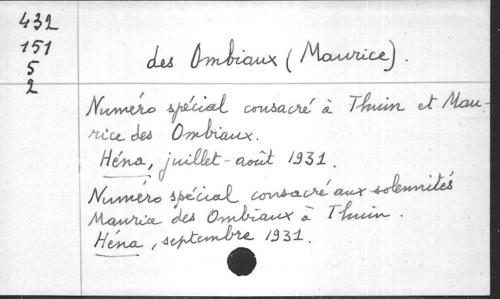 432
151
5
2
des Ombiaux (Maurice).
Numéro spécial consacré à Thuin et Mau-
rice des Ombiaux.
Héna, juillet-août 1931.
Numéro spécial consacré aux solennités
Maurice des Ombiaux à Thuin.
Héna, septembre 1931.